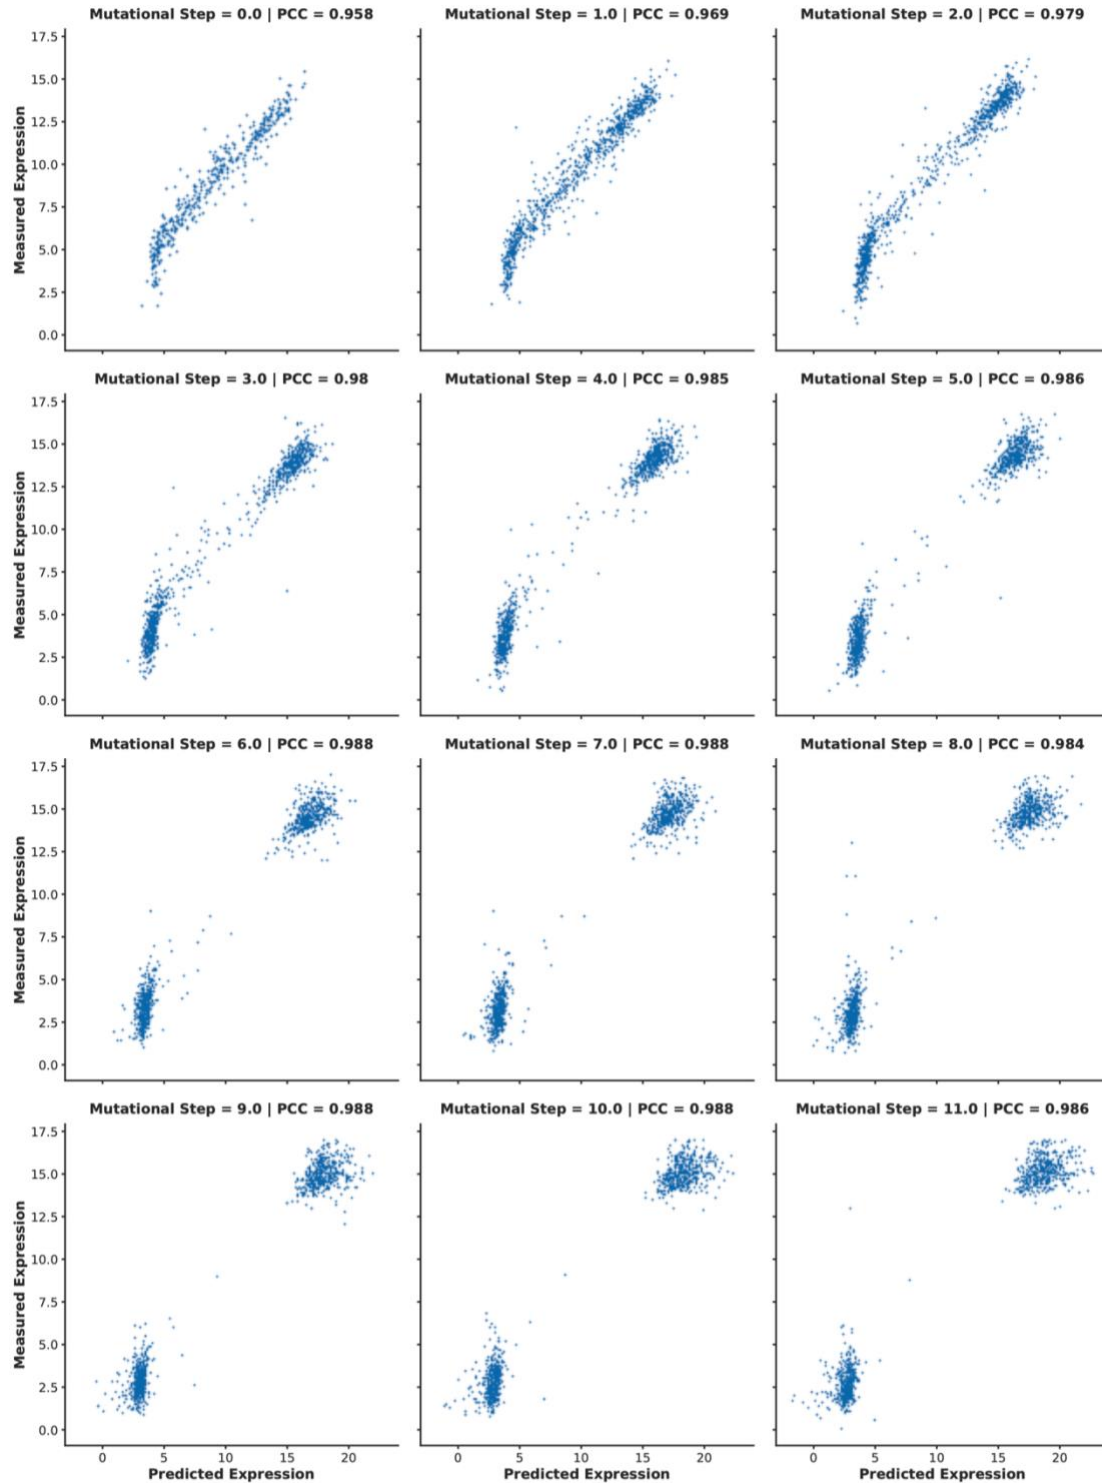 Mutational Step = 0.0 | PCC = 0.958
Mutational Step = 1.0 | PCC = 0.969
Mutational Step = 2.0 | PCC = 0.979
17.5
15.0
12.5
10.0
7.5
5.0
2.5
0.0
Measured Expression
Mutational Step = 3.0 | PCC = 0.98
Mutational Step = 4.0 | PCC = 0.985
Mutational Step = 5.0 | PCC = 0.986
17.5
15.0
12.5
10.0
7.5
5.0
2.5
0.0
Measured Expression
Mutational Step = 6.0 | PCC = 0.988
Mutational Step = 7.0 | PCC = 0.988
Mutational Step = 8.0 | PCC = 0.984
17.5
15.0
12.5
10.0
7.5
5.0
2.5
0.0
Measured Expression
Mutational Step = 9.0 | PCC = 0.988
Mutational Step = 10.0 | PCC = 0.988
Mutational Step = 11.0 | PCC = 0.986
17.5
15.0
12.5
10.0
7.5
5.0
2.5
0.0
Measured Expression
0 5 10 15 20
0 5 10 15 20
0 5 10 15 20
Predicted Expression
Predicted Expression
Predicted Expression